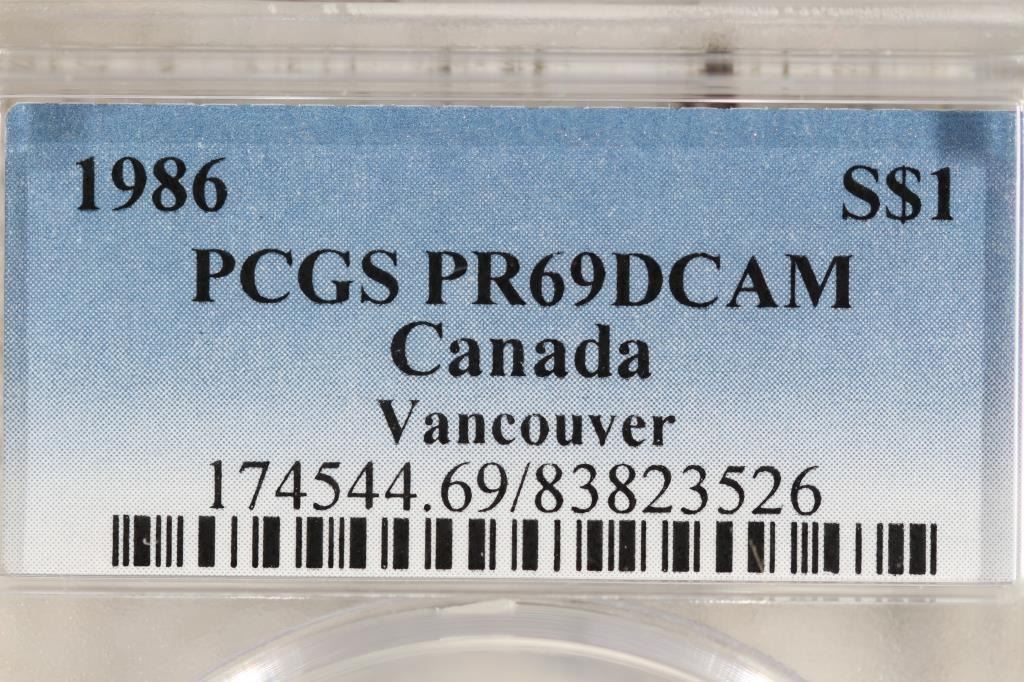 1986 S$1
PCGS PR69DCAM
Canada
Vancouver
174544.69/83823526